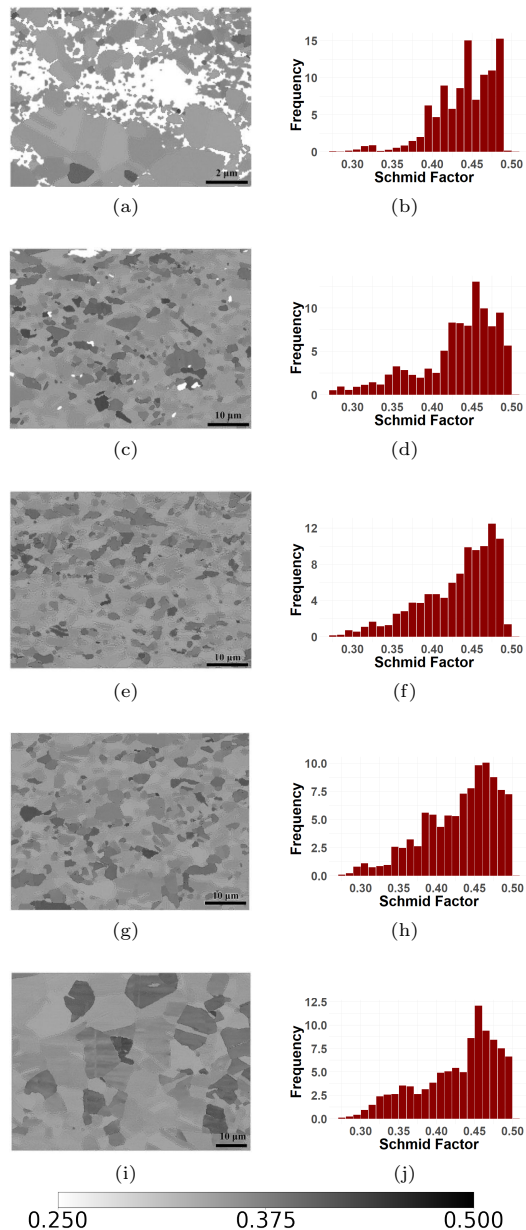 2 μm
(a)
Frequency
15
10
5
0
0.30 0.35 0.40 0.45 0.50
Schmid Factor
(b)
10 μm
(c)
Frequency
10
5
0
0.30 0.35 0.40 0.45 0.50
Schmid Factor
(d)
10 μm
(e)
Frequency
12
8
4
0
0.30 0.35 0.40 0.45 0.50
Schmid Factor
(f)
10 μm
(g)
Frequency
10.0
7.5
5.0
2.5
0.0
0.30 0.35 0.40 0.45 0.50
Schmid Factor
(h)
10 μm
(i)
Frequency
12.5
10.0
7.5
5.0
2.5
0.0
0.30 0.35 0.40 0.45 0.50
Schmid Factor
(j)
0.250 0.375 0.500